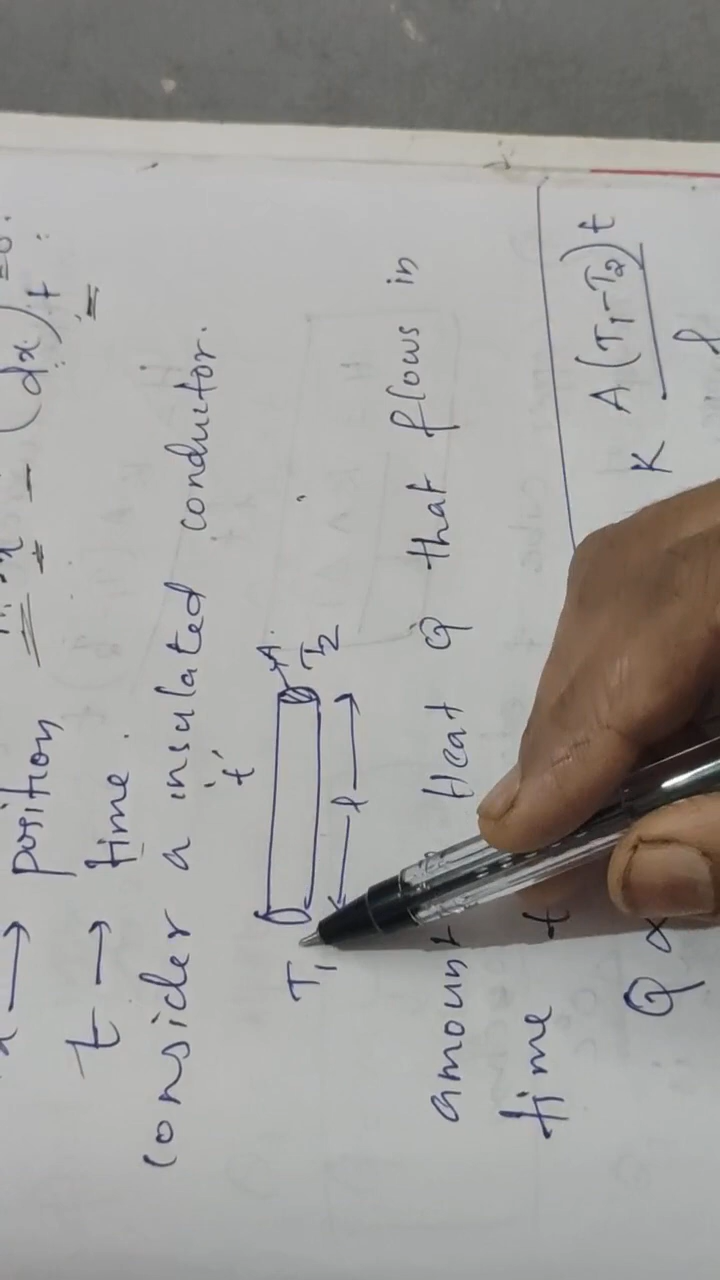 x → position
t → time.
consider a insulated conductor.
t
T1 A. T2
l
amount Heat Q that flows in
time t
Q α K A(T1-T2)t
l